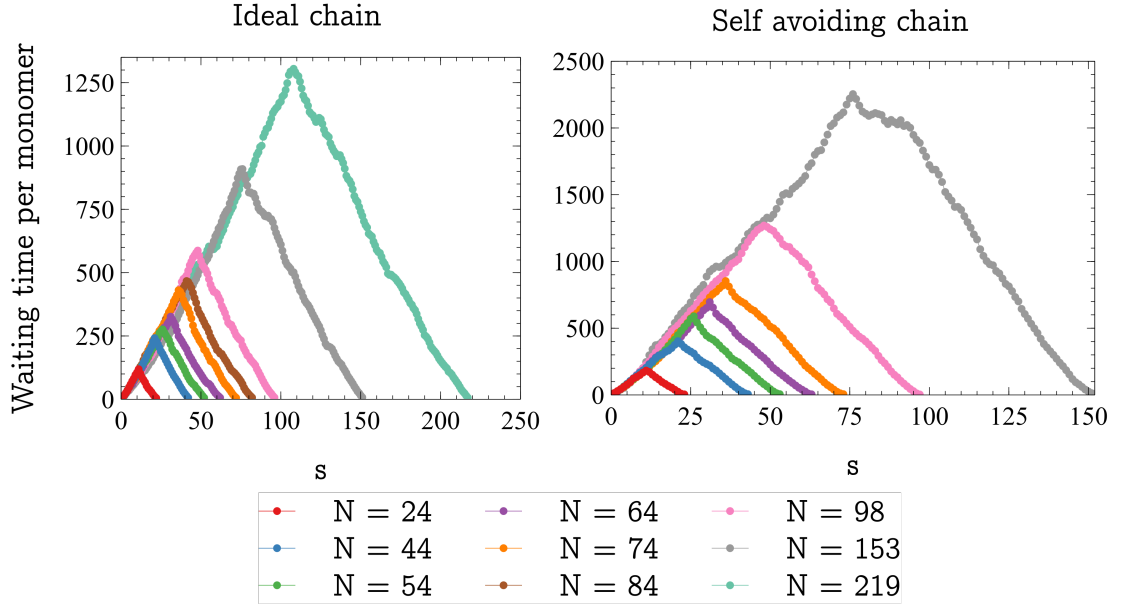 Ideal chain
Self avoiding chain
Waiting time per monomer
1250
1000
750
500
250
0
0 50 100 150 200 250
s
2500
2000
1500
1000
500
0
0 25 50 75 100 125 150
s
N = 24 N = 64 N = 98
N = 44 N = 74 N = 153
N = 54 N = 84 N = 219